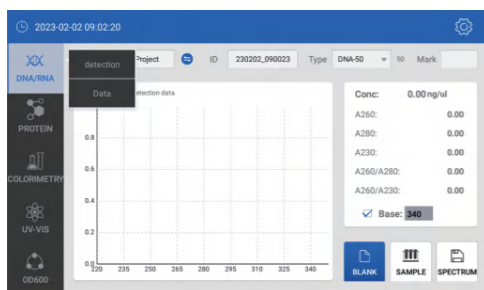 2023-02-02 09:02:20
DNA/RNA
PROTEIN
COLORIMETRY
UV-VIS
OD600
detection
Data
Project
ID
230202_090023
Type
DNA-50
50
Mark
etection data
0.8
0.6
0.4
0.2
0.0
220 235 250 265 280 295 310 325 340
Conc: 0.00 ng/ul
A260: 0.00
A280: 0.00
A230: 0.00
A260/A280: 0.00
A260/A230: 0.00
Base: 340
BLANK
SAMPLE
SPECTRUM